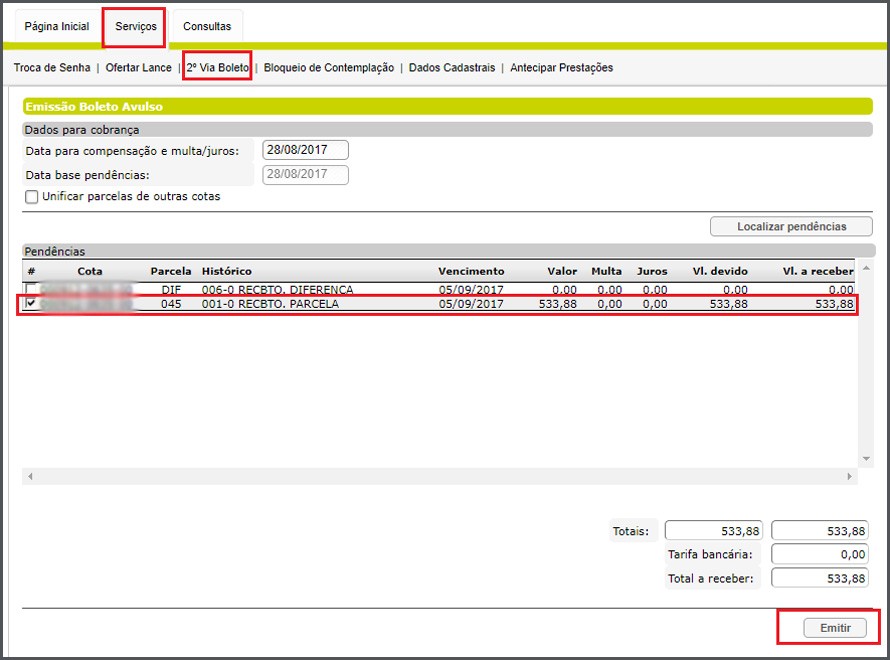 Página Inicial Serviços Consultas
Troca de Senha | Ofertar Lance | 2º Via Boleto | Bloqueio de Contemplação | Dados Cadastrais | Antecipar Prestações
Emissão Boleto Avulso
Dados para cobrança
Data para compensação e multa/juros: 28/08/2017
Data base pendências: 28/08/2017
Unificar parcelas de outras cotas
Localizar pendências
Pendências
# Cota Parcela Histórico Vencimento Valor Multa Juros Vl. devido Vl. a receber
DIF 006-0 RECBTO. DIFERENÇA 05/09/2017 0,00 0,00 0,00 0,00 0,00
045 001-0 RECBTO. PARCELA 05/09/2017 533,88 0,00 0,00 533,88 533,88
Totais: 533,88 533,88
Tarifa bancária: 0,00
Total a receber: 533,88
Emitir